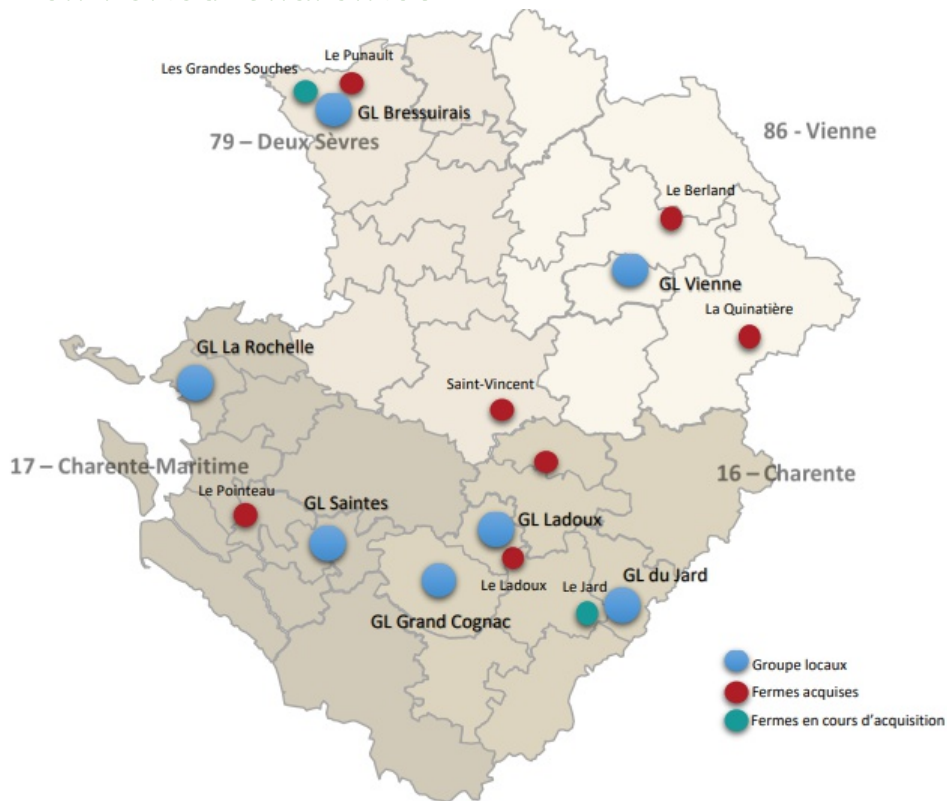 Le Punault
Les Grandes Souches
GL Bressuirais
79 – Deux Sèvres
86 - Vienne
Le Berland
GL Vienne
La Quinatière
GL La Rochelle
Saint-Vincent
17 – Charente-Maritime
16 – Charente
Le Pointeau
GL Saintes
GL Ladoux
Le Ladoux
Le Jard
GL du Jard
GL Grand Cognac
Groupe locaux
Fermes acquises
Fermes en cours d'acquisition